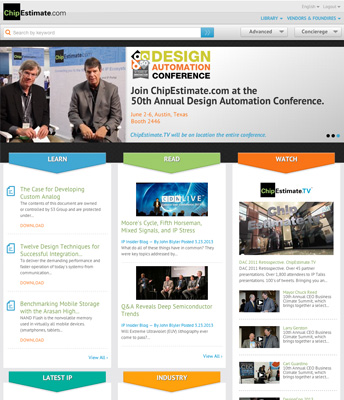 ChipEstimate.com
English
Logout
LIBRARY
VENDORS & FOUNDRIES
Search by keyword
Advanced
Concierge
DESIGN
AUTOMATION
CONFERENCE
Join ChipEstimate.com at the
50th Annual Design Automation Conference.
June 2-6, Austin, Texas
Booth 2446
ChipEstimate.TV will be on location the entire conference.
LEARN
The Case for Developing
Custom Analog
The contents of this document are owned
or controlled by S3 Group and are protected
under...
DOWNLOAD
Twelve Design Techniques for
Successful Integration...
To deliver the demanding performance and
faster operation of today's systems from
communication...
DOWNLOAD
Benchmarking Mobile Storage
with the Arasan High...
NAND Flash is the nonvolatile memory
used in virtually all mobile devices
(smartphones, tablets...
DOWNLOAD
View All ›
READ
CDNLIVE
Moore's Cycle, Fifth Horseman,
Mixed Signals, and IP Stress
IP Insider Blog — By John Blyler Posted 5.23.2013
What do all of these things have in common? They
were key topics addressed by...
Q&A Reveals Deep Semiconductor
Trends
IP Insider Blog — By John Blyler Posted 5.15.2013
Will Extreme Ultraviolet (EUV) lithography ever
come to pass?...
View All ›
WATCH
ChipEstimate.TV
DAC 2011 Retrospective. ChipEstimate.TV
DAC 2011 Retrospective. Over 45 partner
presentations. Over 1,800 attendees to IP Talks
presentations. 100's of tweets. Bringing you an...
10th Annual CEO Business
Climate Summit, which
brings together a select...
10th Annual CEO Business
Climate Summit, which
brings together a select...
10th Annual CEO Business
Climate Summit, which
brings together a select...
LATEST IP
INDUSTRY